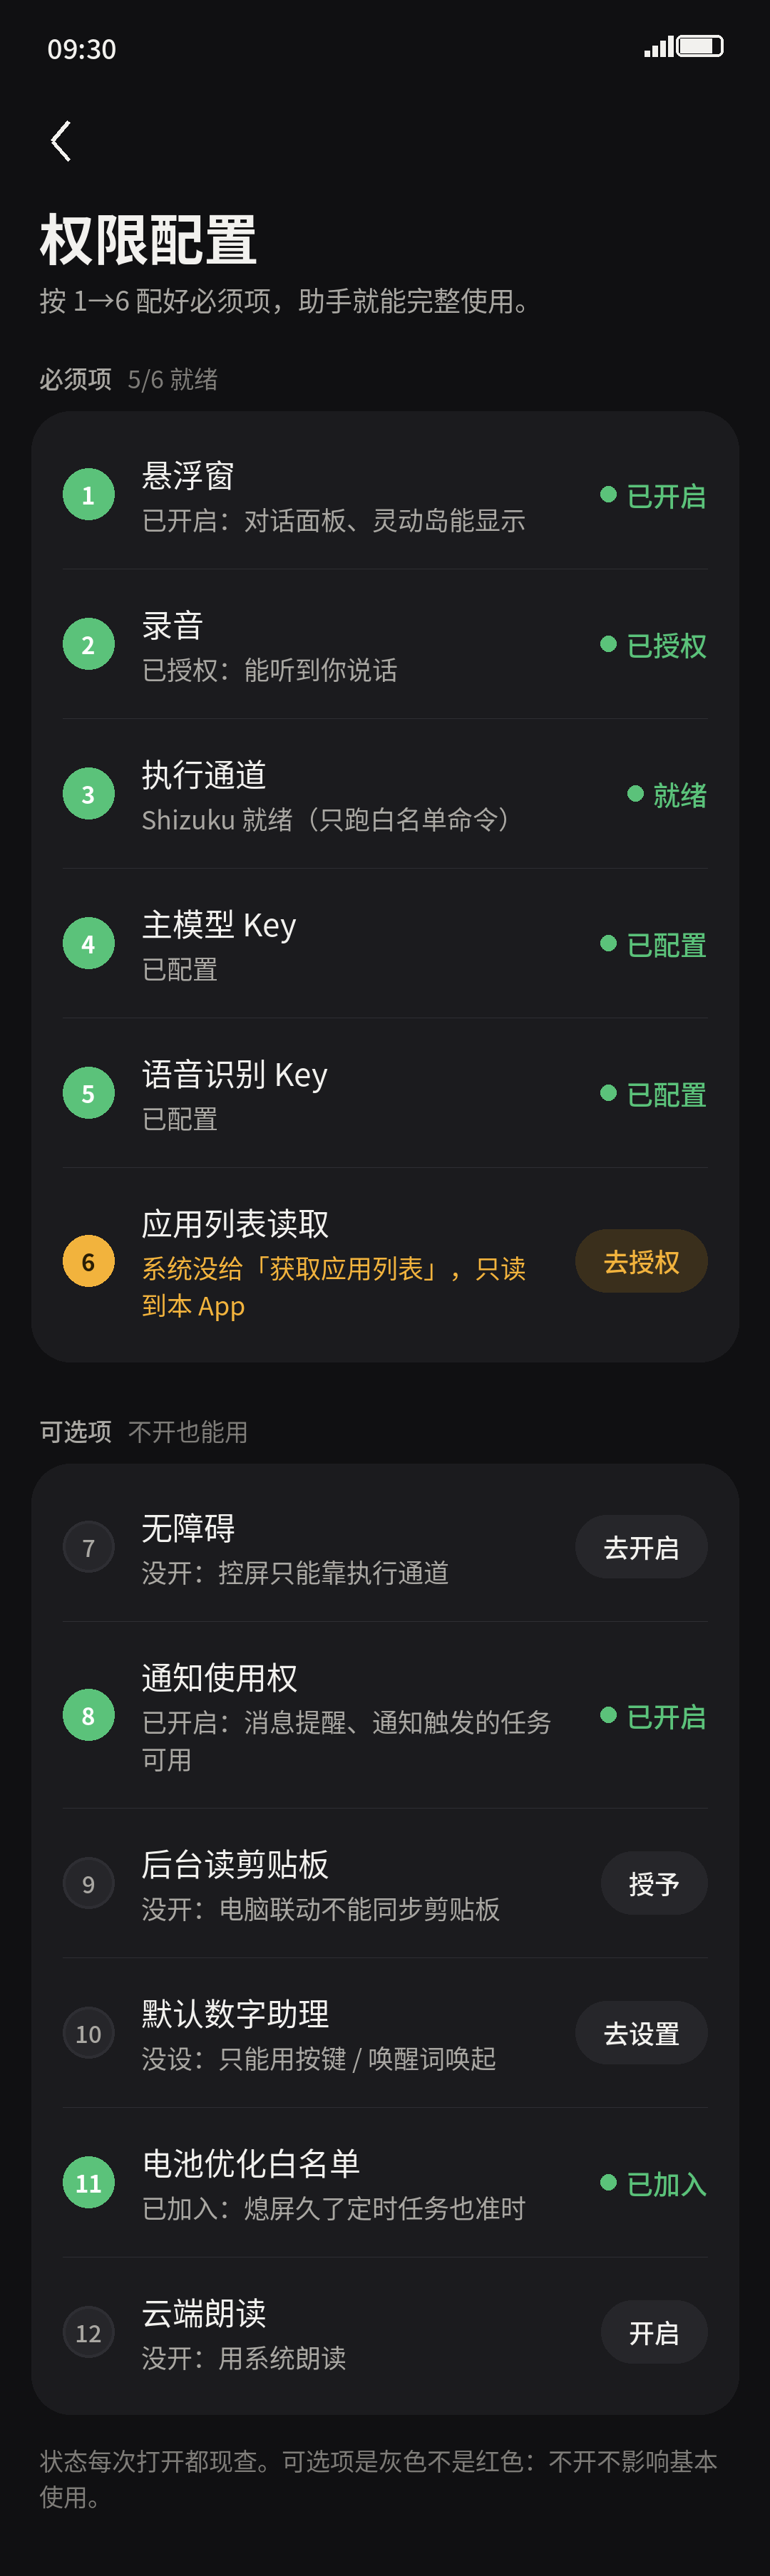 09:30
权限配置
按 1→6 配好必须项，助手就能完整使用。
必须项 5/6 就绪
1 悬浮窗
已开启：对话面板、灵动岛能显示
已开启
2 录音
已授权：能听到你说话
已授权
3 执行通道
Shizuku 就绪（只跑白名单命令）
就绪
4 主模型 Key
已配置
已配置
5 语音识别 Key
已配置
已配置
6 应用列表读取
系统没给「获取应用列表」，只读
到本 App
去授权
可选项 不开也能用
7 无障碍
没开：控屏只能靠执行通道
去开启
8 通知使用权
已开启：消息提醒、通知触发的任务
可用
已开启
9 后台读剪贴板
没开：电脑联动不能同步剪贴板
授予
10 默认数字助理
没设：只能用按键 / 唤醒词唤起
去设置
11 电池优化白名单
已加入：熄屏久了定时任务也准时
已加入
12 云端朗读
没开：用系统朗读
开启
状态每次打开都现查。可选项是灰色不是红色：不开不影响基本
使用。